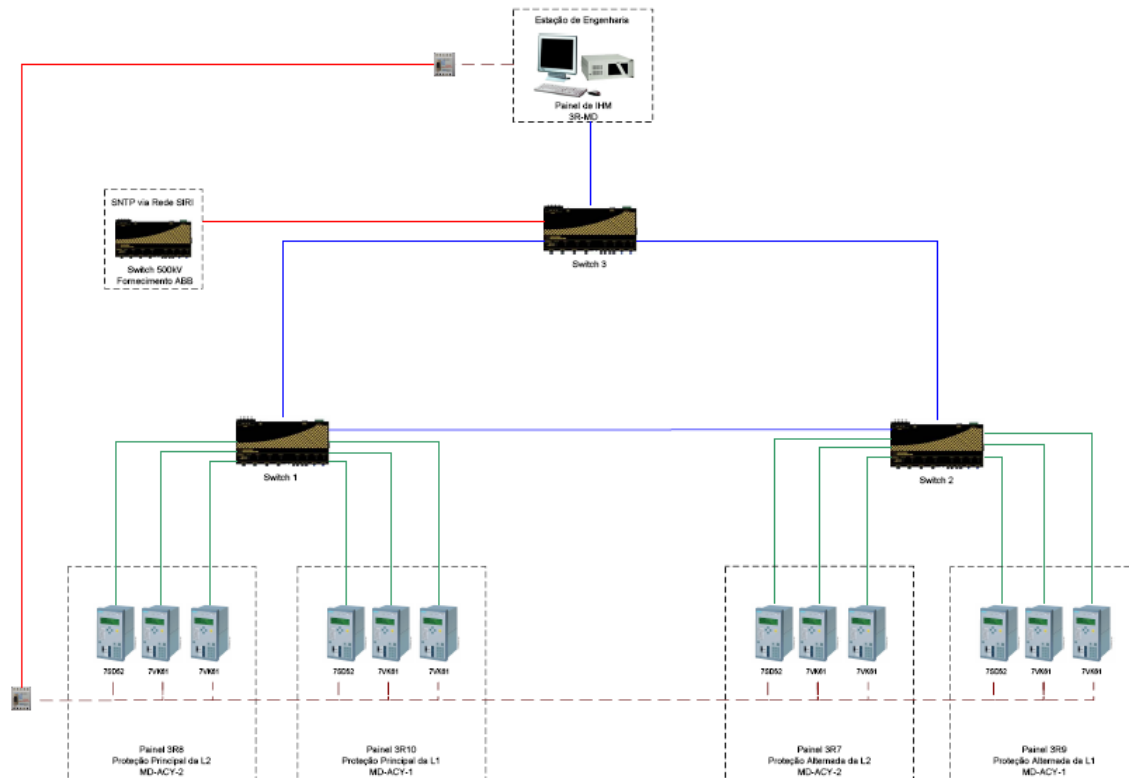 Estação de Engenharia
Painel de IHM
3R-MD
SNTP via Rede SIRI
Switch 500kV
Fornecimento ABB
Switch 3
Switch 1
Switch 2
7SD52
7VK61
7VK61
7SD52
7VK61
7VK61
7SD52
7VK61
7VK61
7SD52
7VK61
7VK61
Painel 3R8
Proteção Principal da L2
MD-ACY-2
Painel 3R10
Proteção Principal da L1
MD-ACY-1
Painel 3R7
Proteção Alternada da L2
MD-ACY-2
Painel 3R9
Proteção Alternada da L1
MD-ACY-1